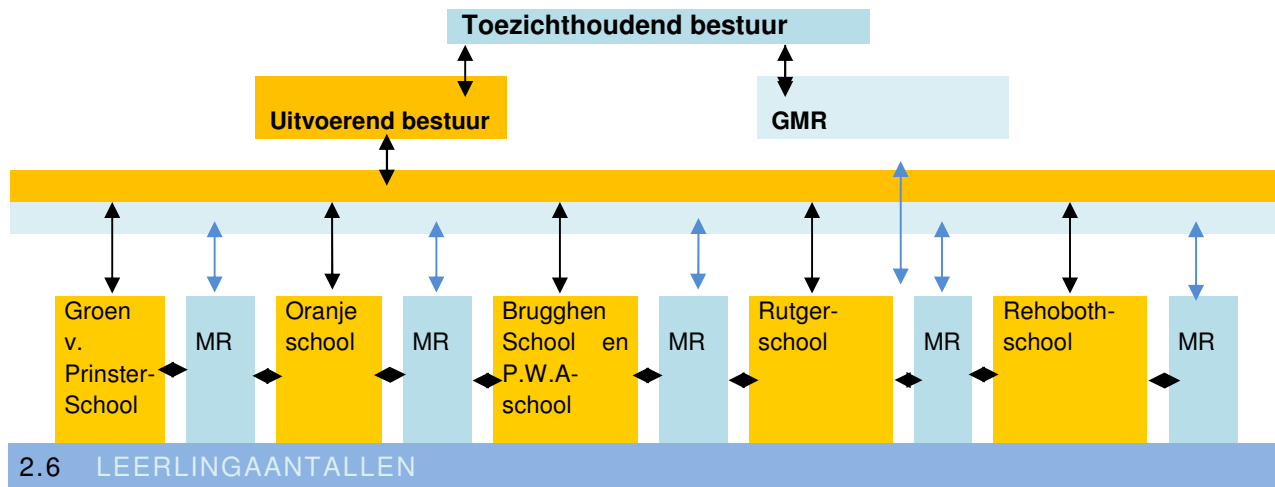 Toezichthoudend bestuur
Uitvoerend bestuur
GMR
Groen
v.
Prinster-
School
MR
Oranje
school
MR
Brugghen
School en
P.W.A-
school
MR
Rutger-
school
MR
Rehoboth-
school
MR
2.6 LEERLINGAANTALLEN